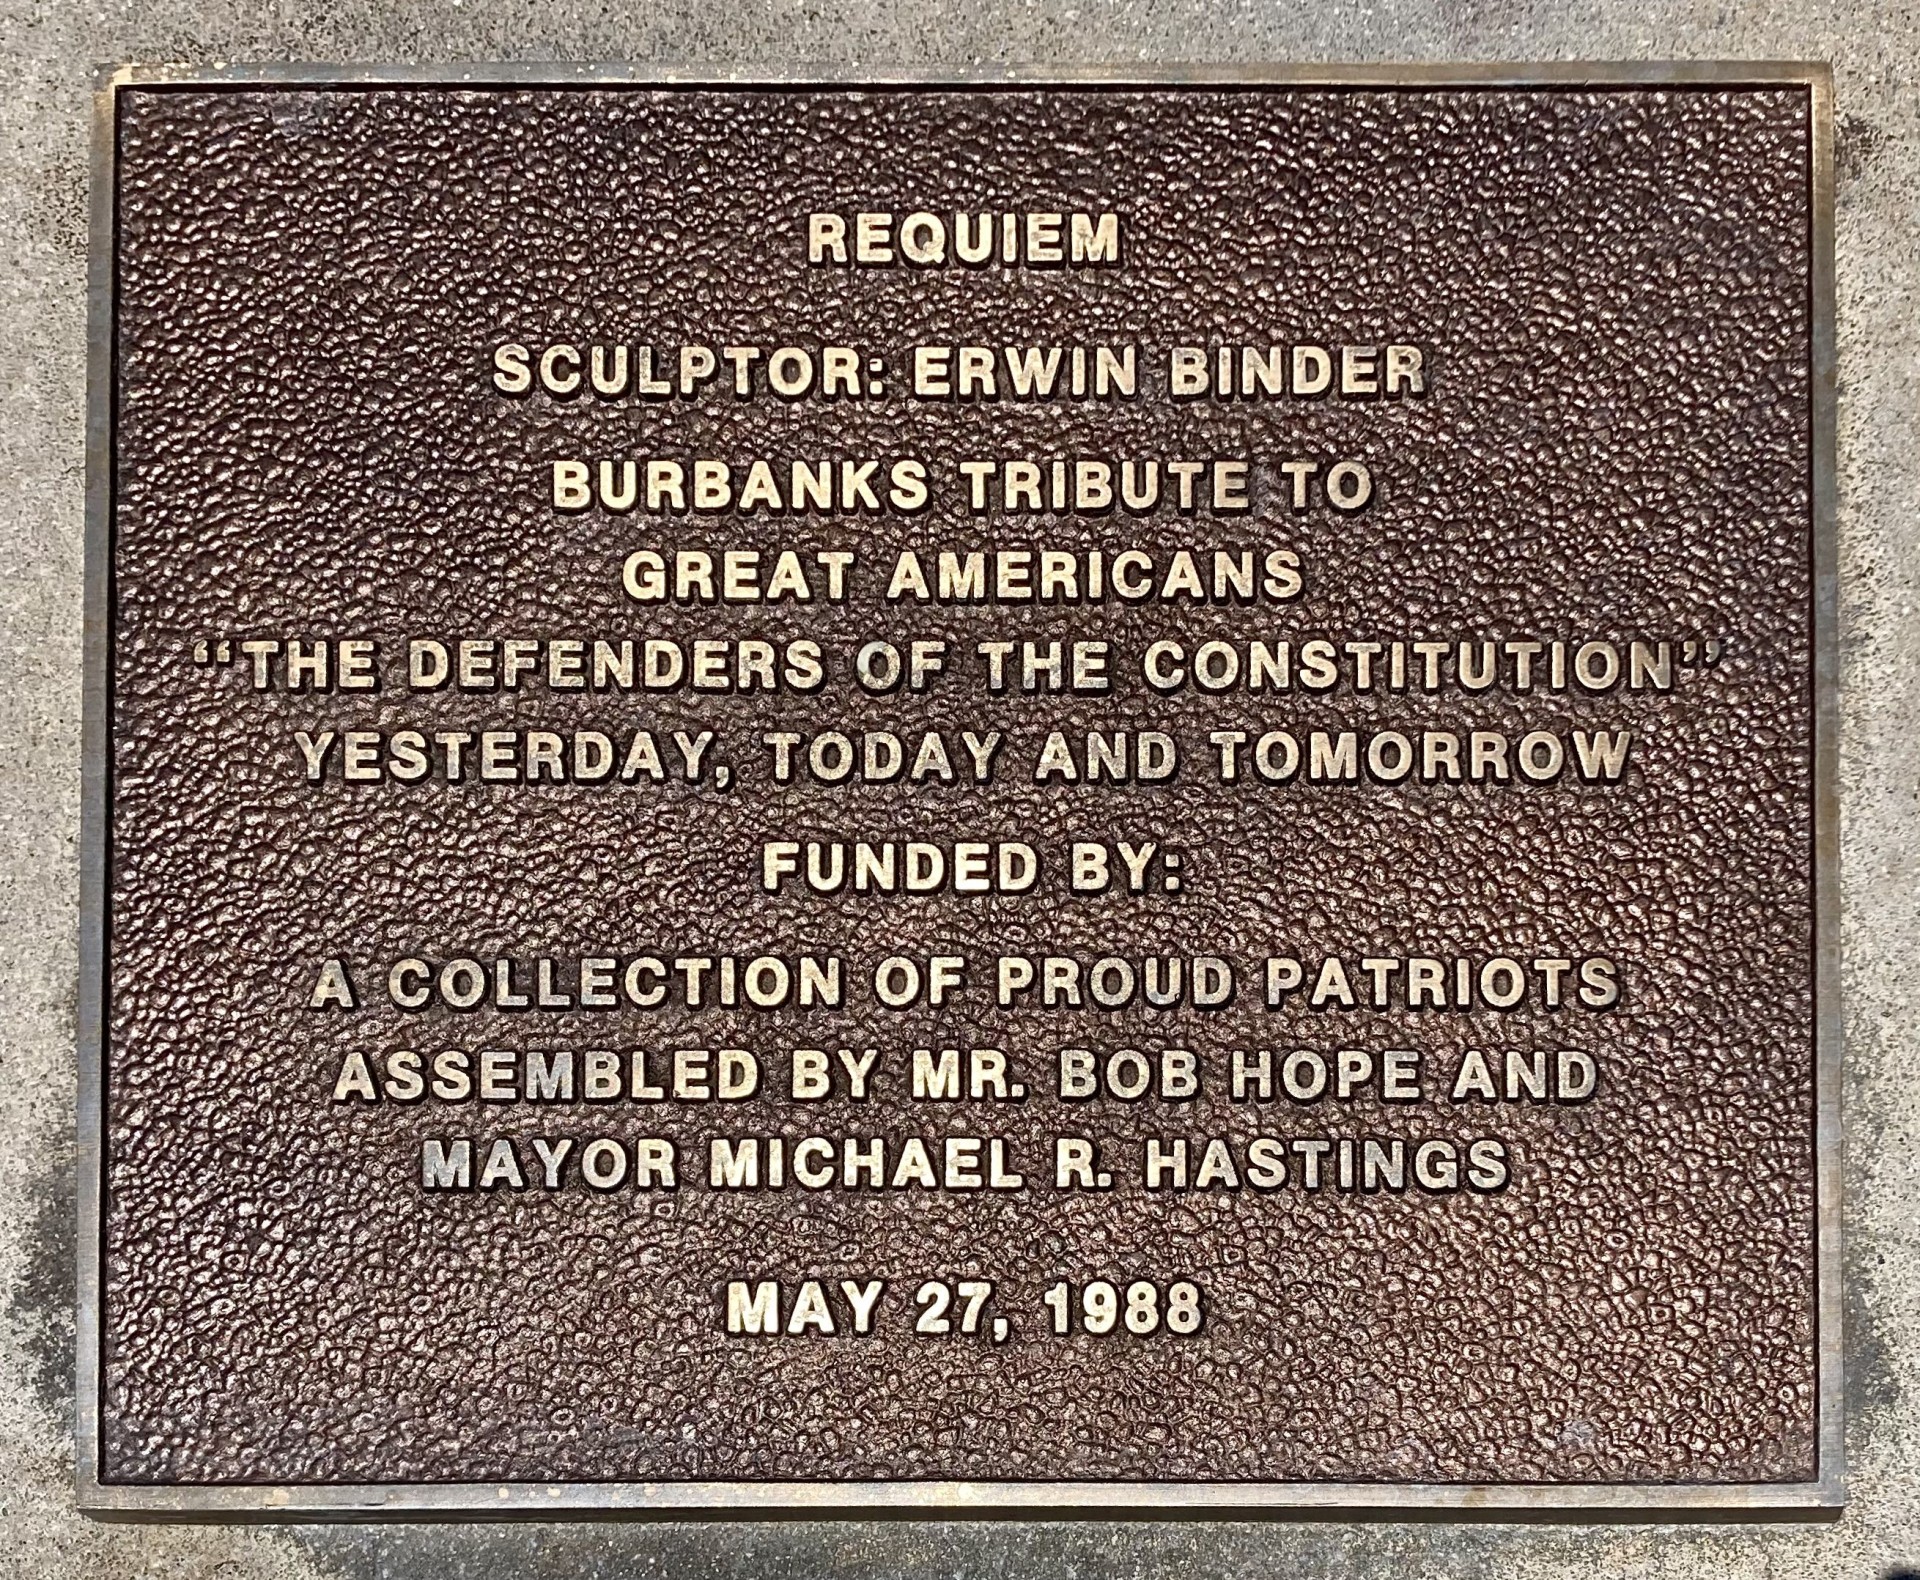 REQUIEM
SCULPTOR: ERWIN BINDER
BURBANKS TRIBUTE TO
GREAT AMERICANS
“THE DEFENDERS OF THE CONSTITUTION”
YESTERDAY, TODAY AND TOMORROW
FUNDED BY:
A COLLECTION OF PROUD PATRIOTS
ASSEMBLED BY MR. BOB HOPE AND
MAYOR MICHAEL R. HASTINGS
MAY 27, 1988